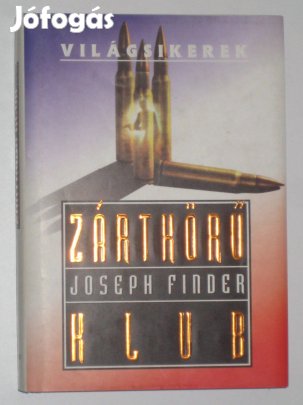 Jófogás
VILÁGSIKEREK
ZÁRTKÖRŰ
JOSEPH FINDER
KLUB